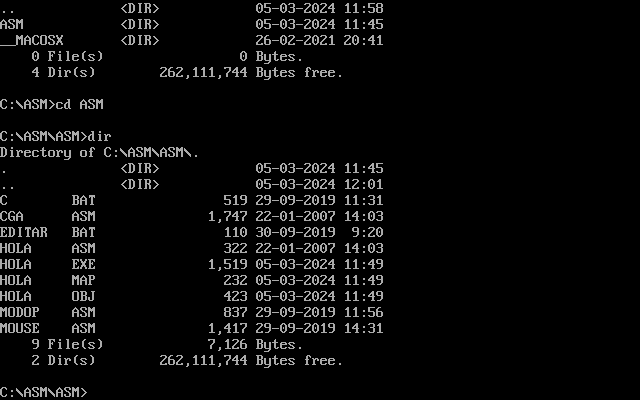 ..             <DIR>            05-03-2024 11:58
ASM            <DIR>            05-03-2024 11:45
__MACOSX       <DIR>            26-02-2021 20:41
    0 File(s)                 0 Bytes.
    4 Dir(s)        262,111,744 Bytes free.

C:\ASM>cd ASM

C:\ASM\ASM>dir
Directory of C:\ASM\ASM\.
.              <DIR>            05-03-2024 11:45
..             <DIR>            05-03-2024 12:01
C        BAT                519 29-09-2019 11:31
CGA      ASM              1,747 22-01-2007 14:03
EDITAR   BAT                110 30-09-2019  9:20
HOLA     ASM                322 22-01-2007 14:03
HOLA     EXE              1,519 05-03-2024 11:49
HOLA     MAP                232 05-03-2024 11:49
HOLA     OBJ                423 05-03-2024 11:49
MODOP    ASM                837 29-09-2019 11:56
MOUSE    ASM              1,417 29-09-2019 14:31
    9 File(s)             7,126 Bytes.
    2 Dir(s)        262,111,744 Bytes free.

C:\ASM\ASM>